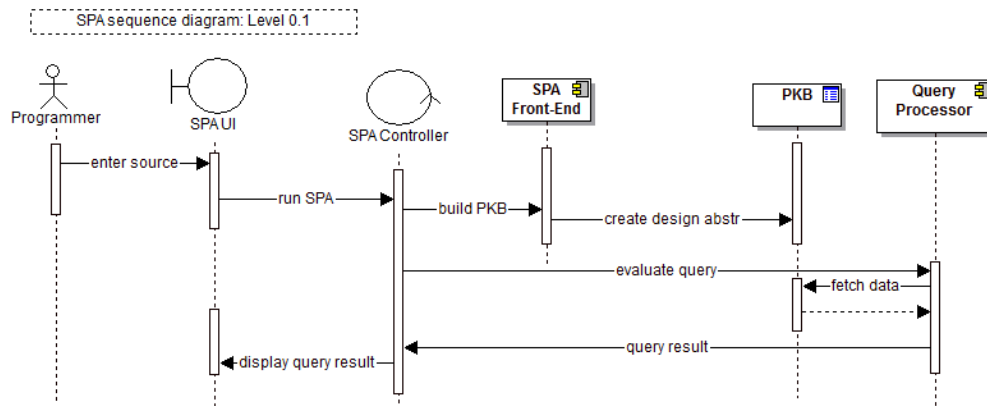 SPA sequence diagram: Level 0.1
Programmer
SPA UI
SPA Controller
SPA
Front-End
PKB
Query
Processor
enter source
run SPA
build PKB
create design abstr
evaluate query
fetch data
query result
display query result